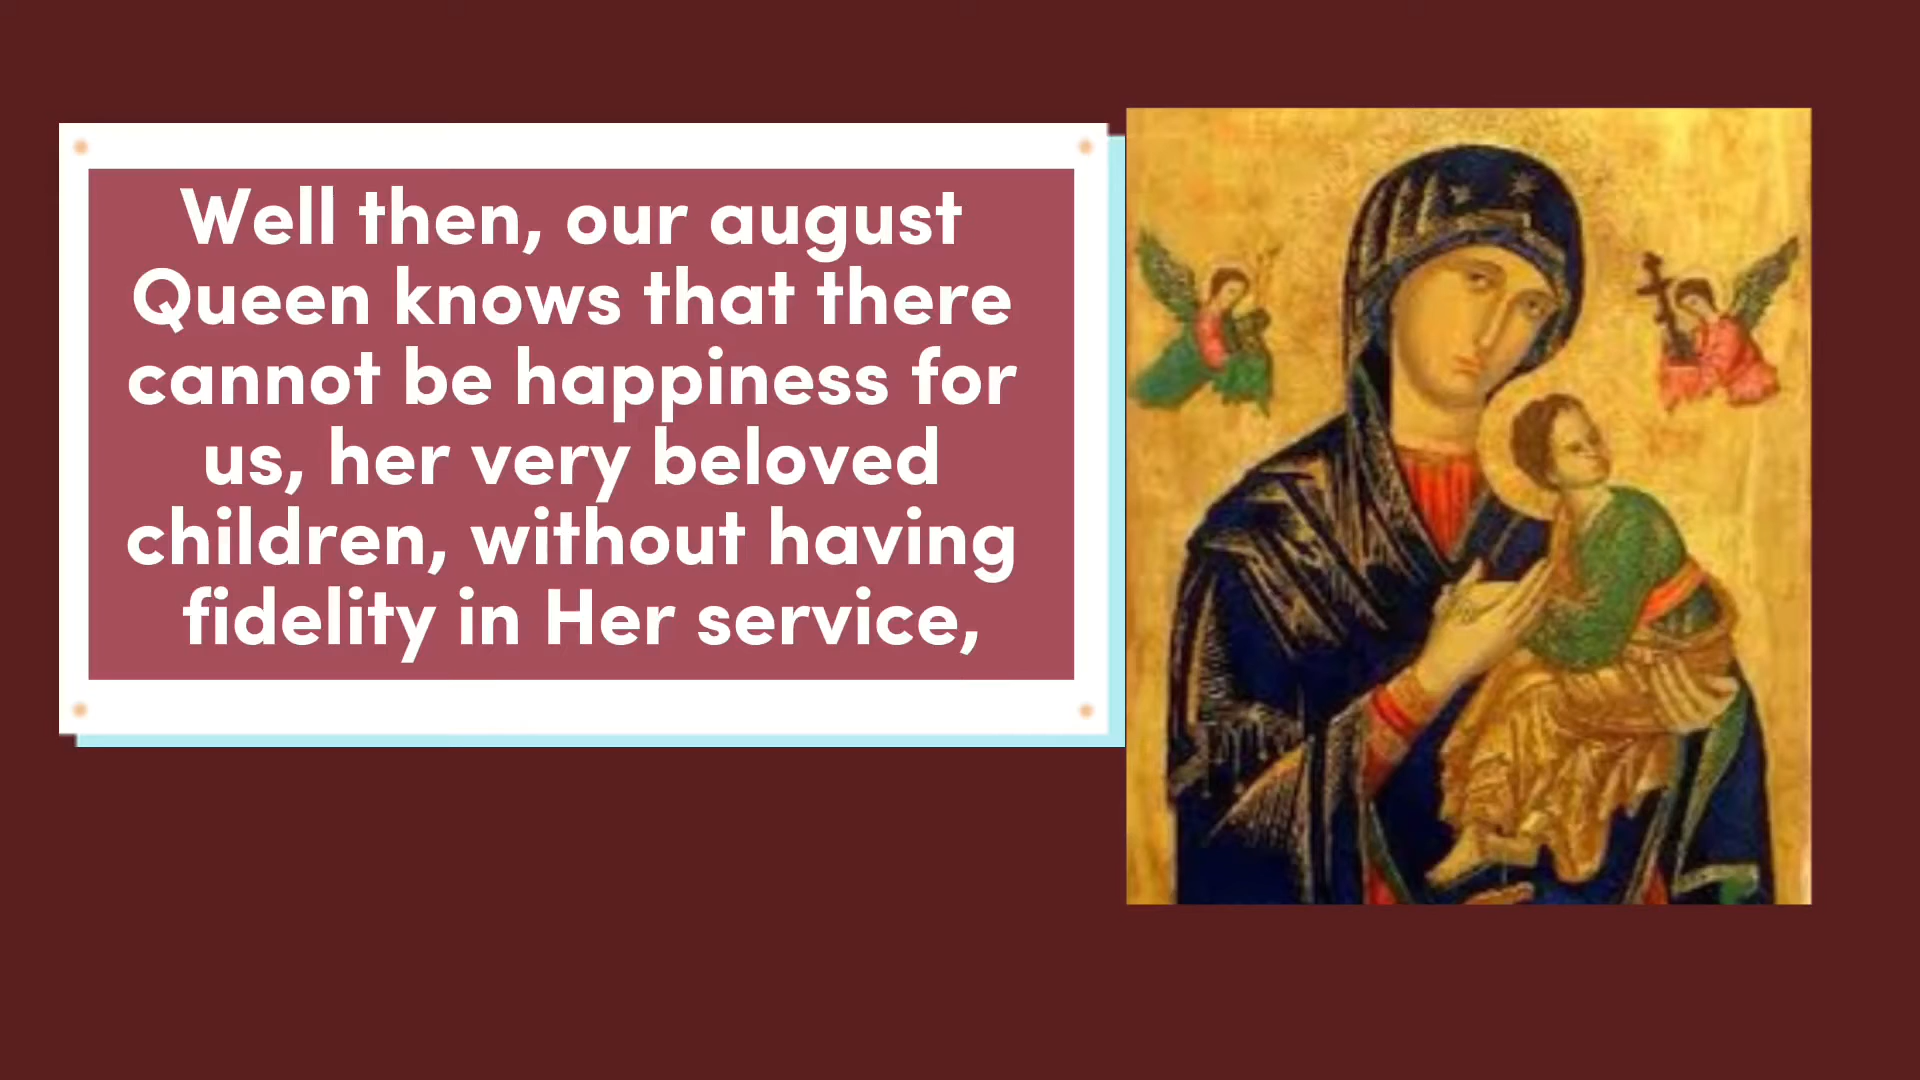 Well then, our august
Queen knows that there
cannot be happiness for
us, her very beloved
children, without having
fidelity in Her service,